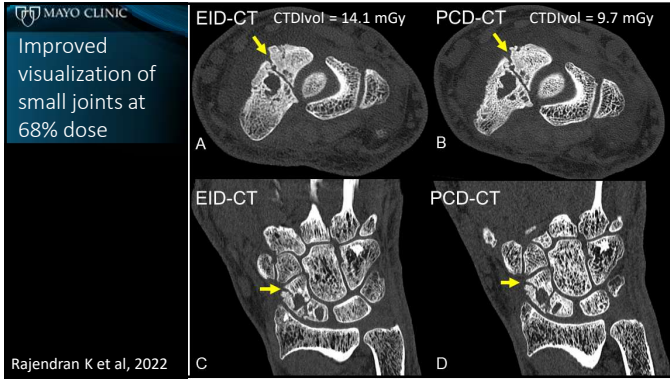 MAYO CLINIC
Improved
visualization of
small joints at
68% dose
Rajendran K et al, 2022
EID-CT CTDIvol = 14.1 mGy
A
PCD-CT CTDIvol = 9.7 mGy
B
EID-CT
C
PCD-CT
D